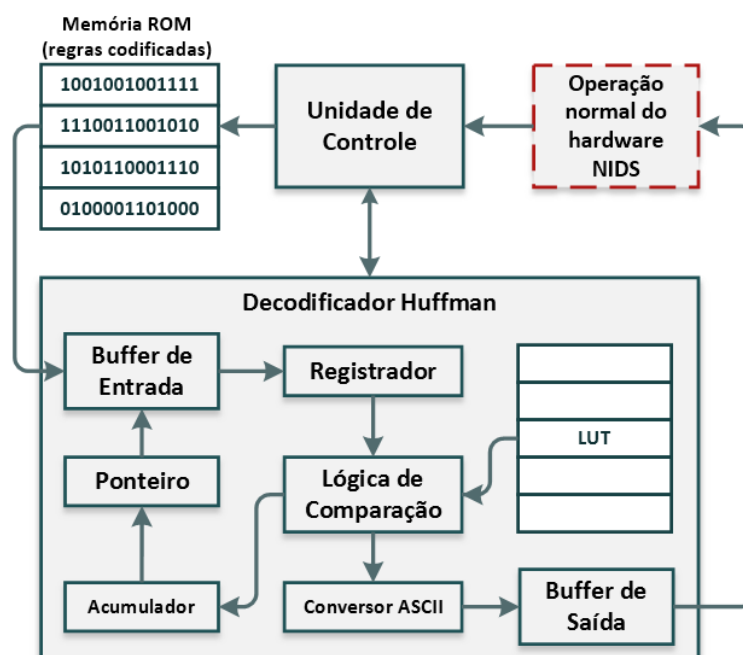 Memória ROM
(regras codificadas)
1001001001111
1110011001010
1010110001110
0100001101000
Unidade de
Controle
Operação
normal do
hardware
NIDS
Decodificador Huffman
Buffer de
Entrada
Registrador
LUT
Ponteiro
Lógica de
Comparação
Acumulador
Conversor ASCII
Buffer de
Saída